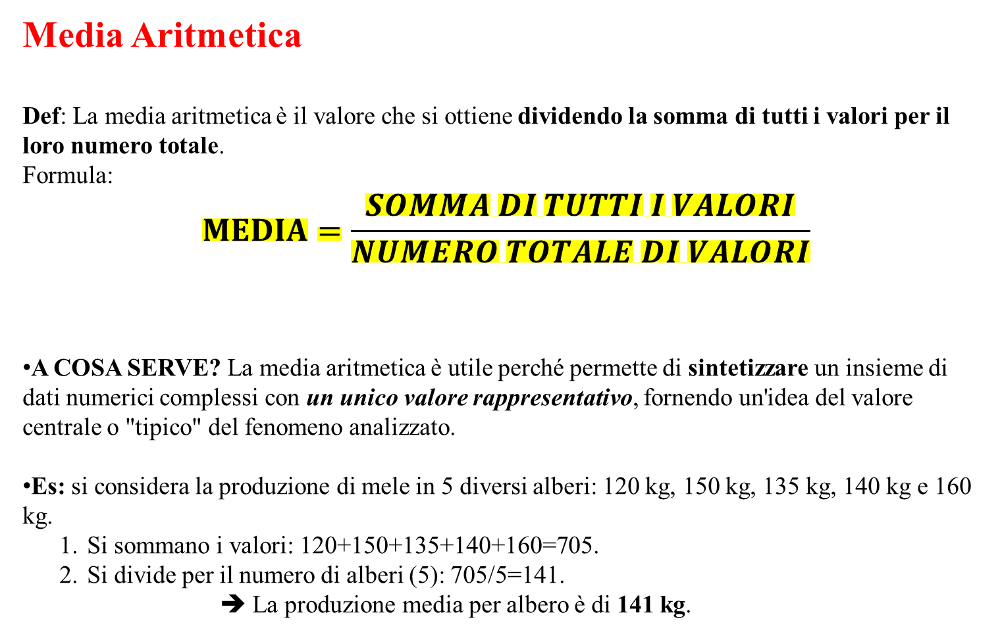 Media Aritmetica
Def: La media aritmetica è il valore che si ottiene dividendo la somma di tutti i valori per il
loro numero totale.
Formula:
MEDIA = SOMMA DI TUTTI I VALORI / NUMERO TOTALE DI VALORI
•A COSA SERVE? La media aritmetica è utile perché permette di sintetizzare un insieme di
dati numerici complessi con un unico valore rappresentativo, fornendo un'idea del valore
centrale o "tipico" del fenomeno analizzato.
•Es: si considera la produzione di mele in 5 diversi alberi: 120 kg, 150 kg, 135 kg, 140 kg e 160
kg.
1. Si sommano i valori: 120+150+135+140+160=705.
2. Si divide per il numero di alberi (5): 705/5=141.
➔ La produzione media per albero è di 141 kg.